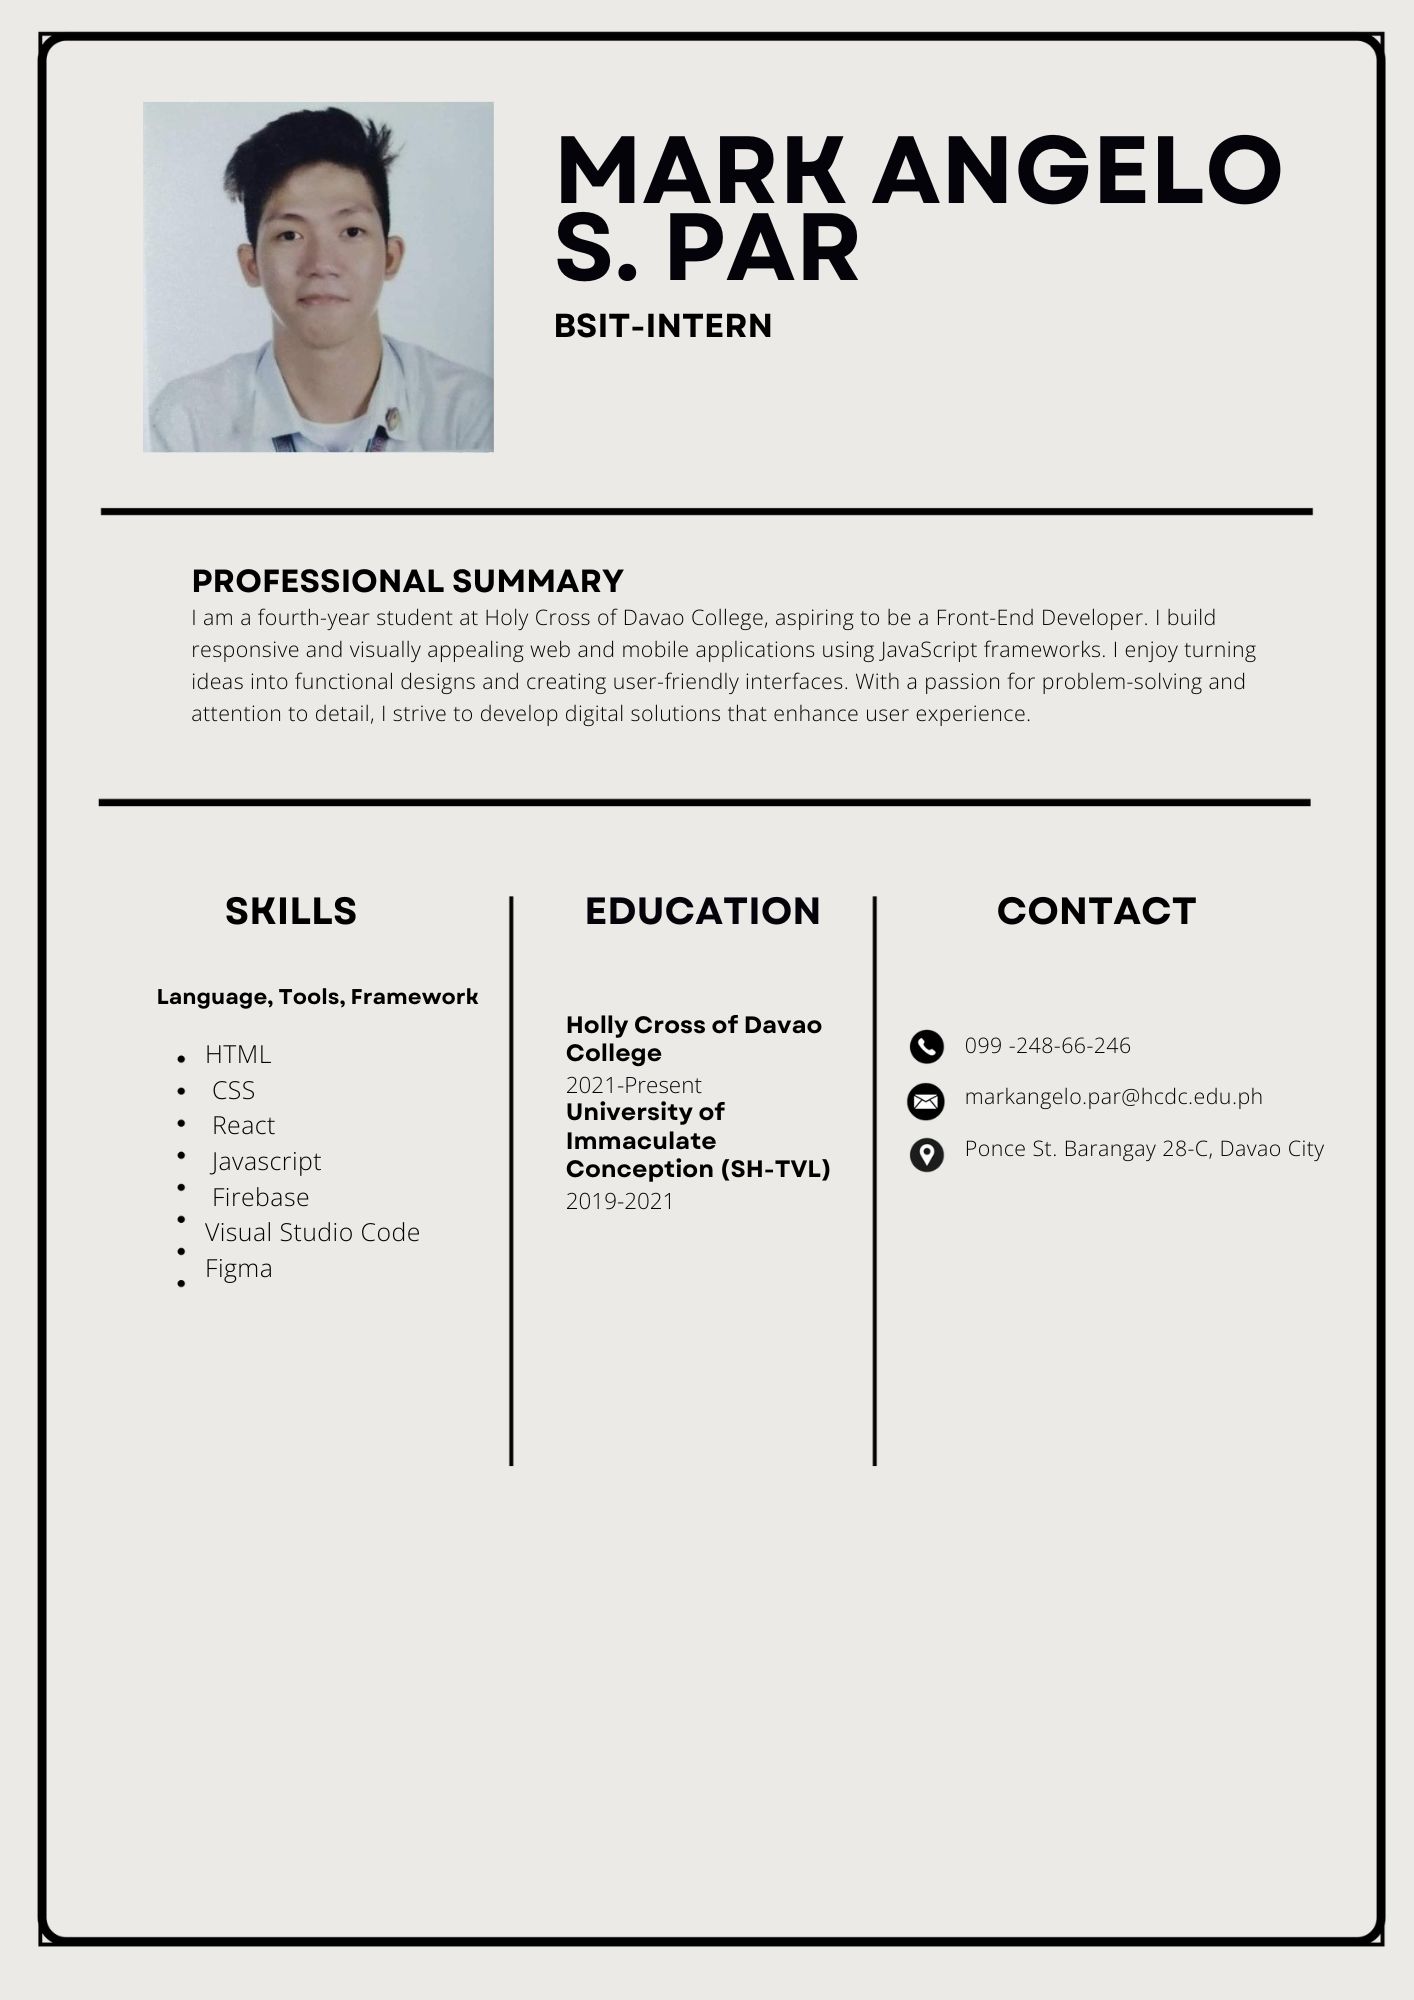 MARK ANGELO
S. PAR
BSIT-INTERN
PROFESSIONAL SUMMARY
I am a fourth-year student at Holy Cross of Davao College, aspiring to be a Front-End Developer. I build
responsive and visually appealing web and mobile applications using JavaScript frameworks. I enjoy turning
ideas into functional designs and creating user-friendly interfaces. With a passion for problem-solving and
attention to detail, I strive to develop digital solutions that enhance user experience.
SKILLS
Language, Tools, Framework
HTML
CSS
React
Javascript
Firebase
Visual Studio Code
Figma
EDUCATION
Holly Cross of Davao
College
2021-Present
University of
Immaculate
Conception (SH-TVL)
2019-2021
CONTACT
099 -248-66-246
markangelo.par@hcdc.edu.ph
Ponce St. Barangay 28-C, Davao City